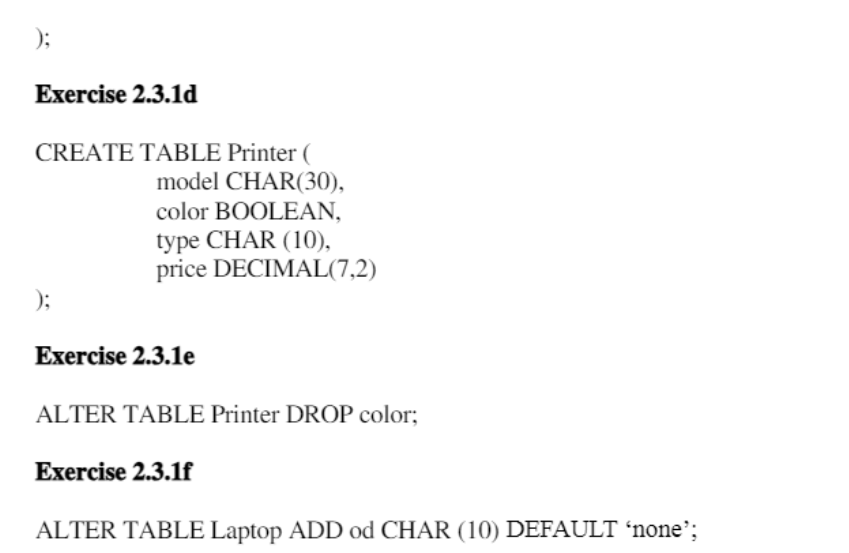 );
Exercise 2.3.1d
CREATE TABLE Printer (
model CHAR(30),
color BOOLEAN,
type CHAR (10),
price DECIMAL(7,2)
);
Exercise 2.3.1e
ALTER TABLE Printer DROP color;
Exercise 2.3.1f
ALTER TABLE Laptop ADD od CHAR (10) DEFAULT ‘none’;